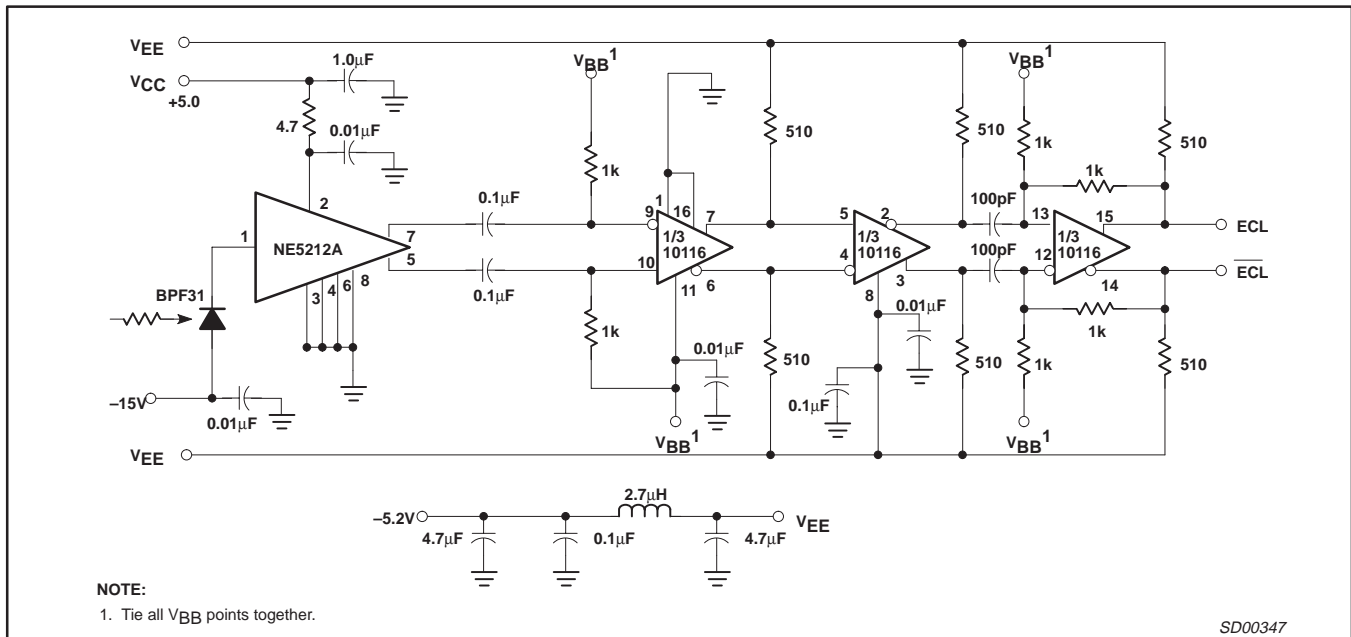 VEE
VCC
+5.0
1.0μF
4.7
0.01μF
VBB1
1k
510
510
VBB1
1k
1k
510
2
0.1μF
1
16
7
9
1/3
10116
5
2
1/3
10116
100pF
13
15
1/3
10116
ECL
1
NE5212A
7
5
10
4
100pF
12
ECL
3
4
6
8
0.1μF
11
6
8
3
14
BPF31
1k
0.01μF
510
0.01μF
510
1k
1k
510
–15V
0.01μF
0.1μF
VBB1
VBB1
VEE
2.7μH
–5.2V
VEE
4.7μF
0.1μF
4.7μF
NOTE:
1. Tie all VBB points together.
SD00347